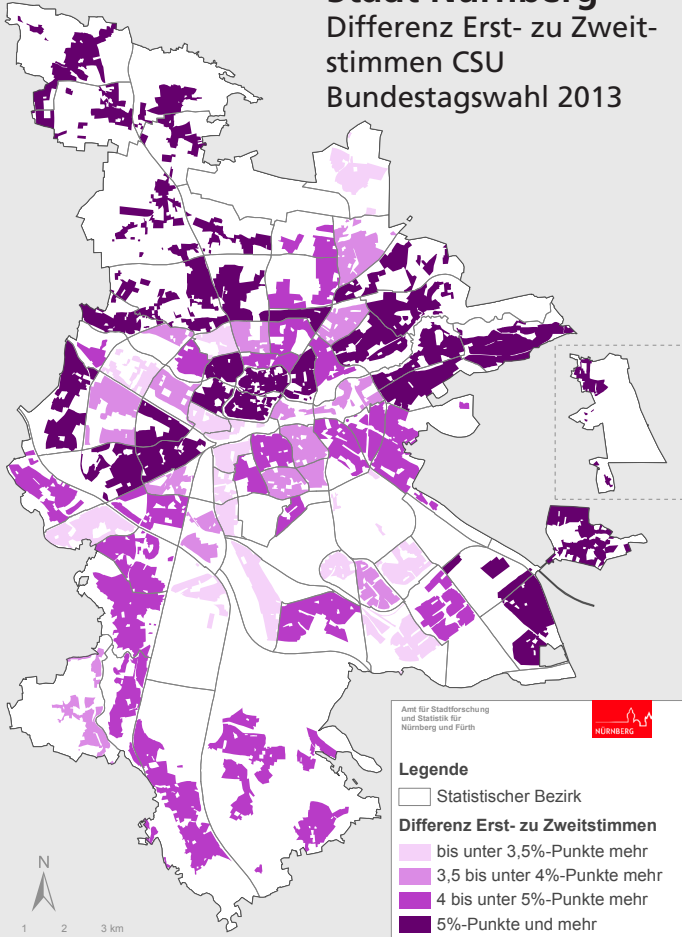 Stadt Nürnberg
Differenz Erst- zu Zweit-
stimmen CSU
Bundestagswahl 2013
Amt für Stadtforschung
und Statistik für
Nürnberg und Fürth
NÜRNBERG
Legende
Statistischer Bezirk
Differenz Erst- zu Zweitstimmen
bis unter 3,5%-Punkte mehr
3,5 bis unter 4%-Punkte mehr
4 bis unter 5%-Punkte mehr
5%-Punkte und mehr
N
1 2 3 km